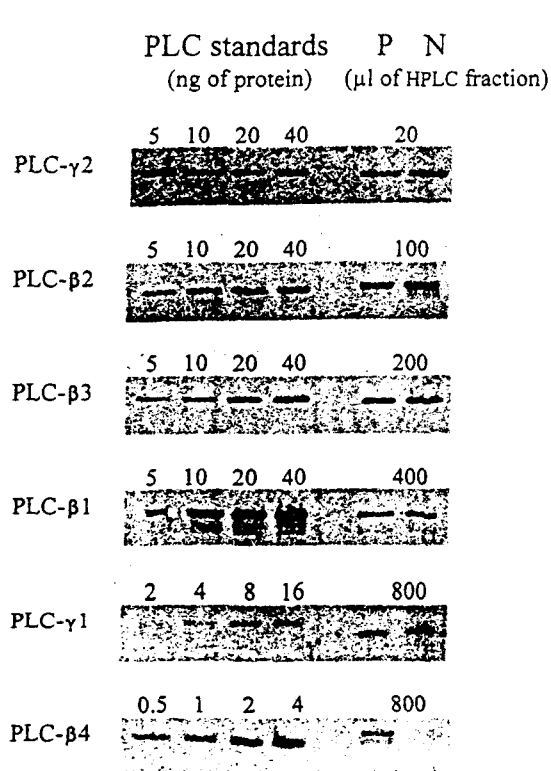 PLC standards P N
(ng of protein) (µl of HPLC fraction)
5 10 20 40 20
PLC-γ2
5 10 20 40 100
PLC-β2
5 10 20 40 200
PLC-β3
5 10 20 40 400
PLC-β1
2 4 8 16 800
PLC-γ1
0.5 1 2 4 800
PLC-β4